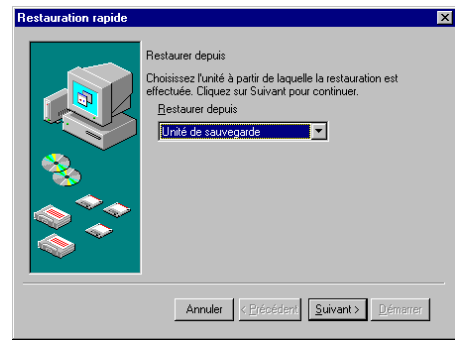 Restauration rapide
Restaurer depuis
Choisissez l'unité à partir de laquelle la restauration est
effectuée. Cliquez sur Suivant pour continuer.
Restaurer depuis
Unité de sauvegarde
Annuler < Précédent Suivant > Démarrer